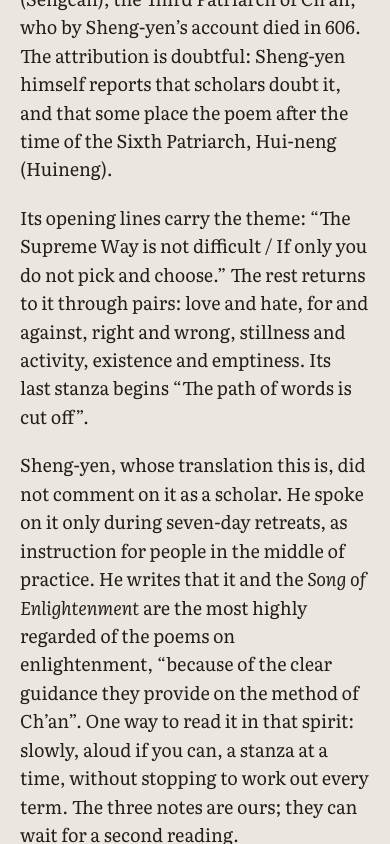 (Sengcan), the Third Patriarch of Ch’an,
who by Sheng-yen’s account died in 606.
The attribution is doubtful: Sheng-yen
himself reports that scholars doubt it,
and that some place the poem after the
time of the Sixth Patriarch, Hui-neng
(Huineng).
Its opening lines carry the theme: “The
Supreme Way is not difficult / If only you
do not pick and choose.” The rest returns
to it through pairs: love and hate, for and
against, right and wrong, stillness and
activity, existence and emptiness. Its
last stanza begins “The path of words is
cut off”.
Sheng-yen, whose translation this is, did
not comment on it as a scholar. He spoke
on it only during seven-day retreats, as
instruction for people in the middle of
practice. He writes that it and the Song of
Enlightenment are the most highly
regarded of the poems on
enlightenment, “because of the clear
guidance they provide on the method of
Ch’an”. One way to read it in that spirit:
slowly, aloud if you can, a stanza at a
time, without stopping to work out every
term. The three notes are ours; they can
wait for a second reading.